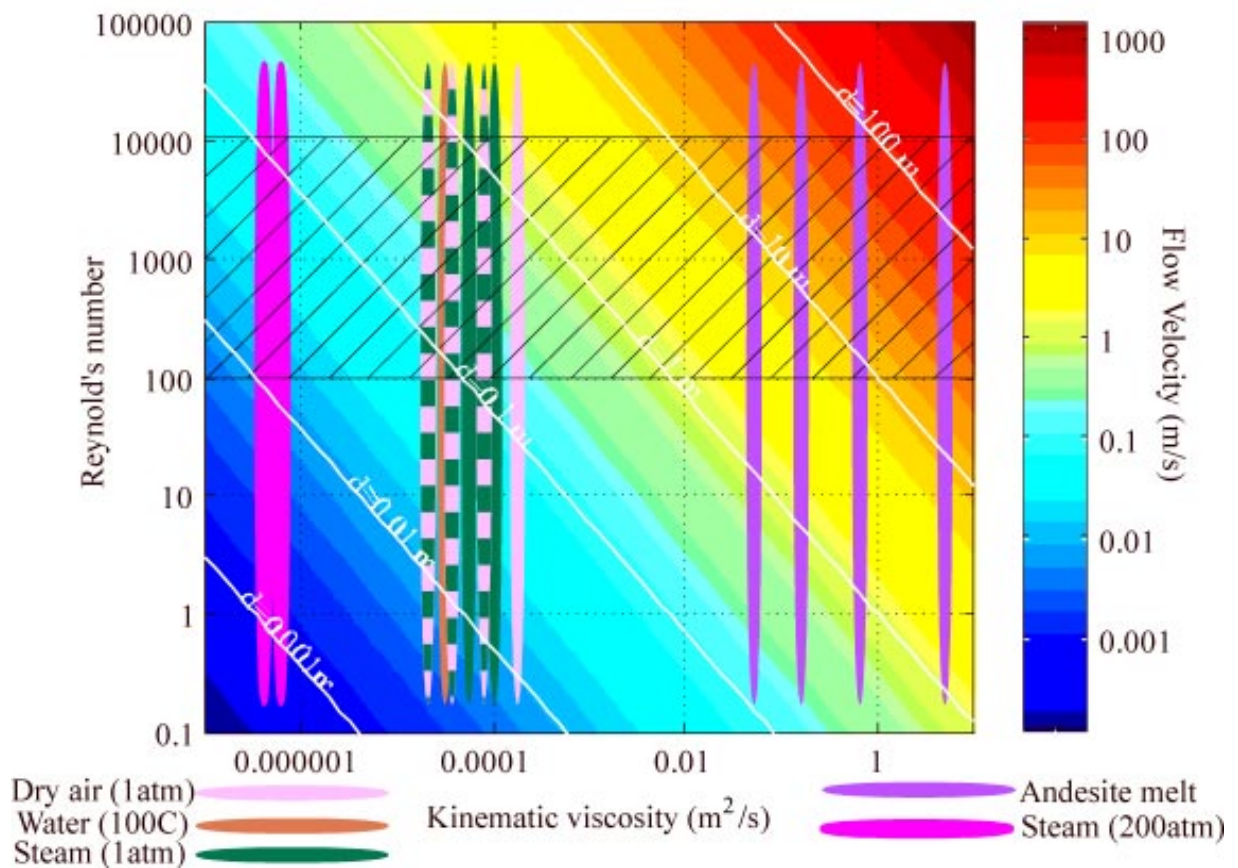 100000
10000
1000
100
10
1
0.1
Reynold's number
0.000001
0.0001
0.01
1
Kinematic viscosity (m²/s)
d=100 m
d=10 m
d=1 m
d=0.1 m
d=0.01 m
d=0.001m
1000
100
10
1
0.1
0.01
0.001
Flow Velocity (m/s)
Dry air (1atm)
Water (100C)
Steam (1atm)
Andesite melt
Steam (200atm)